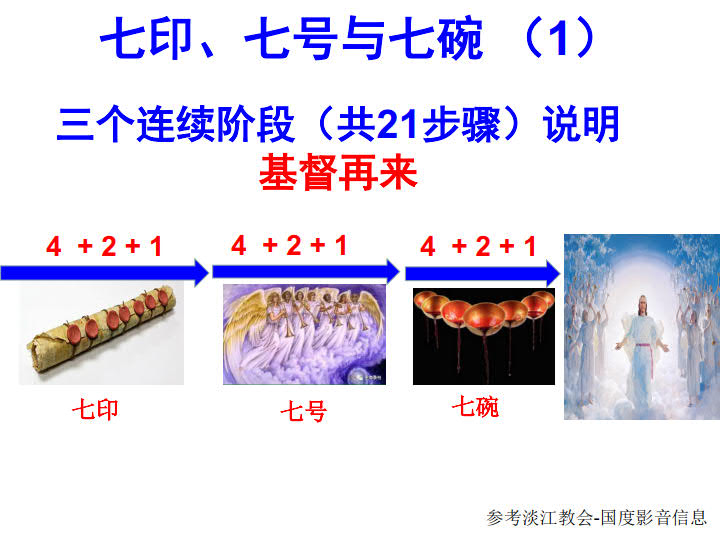 七印、七号与七碗 （1）
三个连续阶段（共21步骤）说明
基督再来
4 + 2 + 1
4 + 2 + 1
4 + 2 + 1
七印
七号
七碗
参考淡江教会-国度影音信息